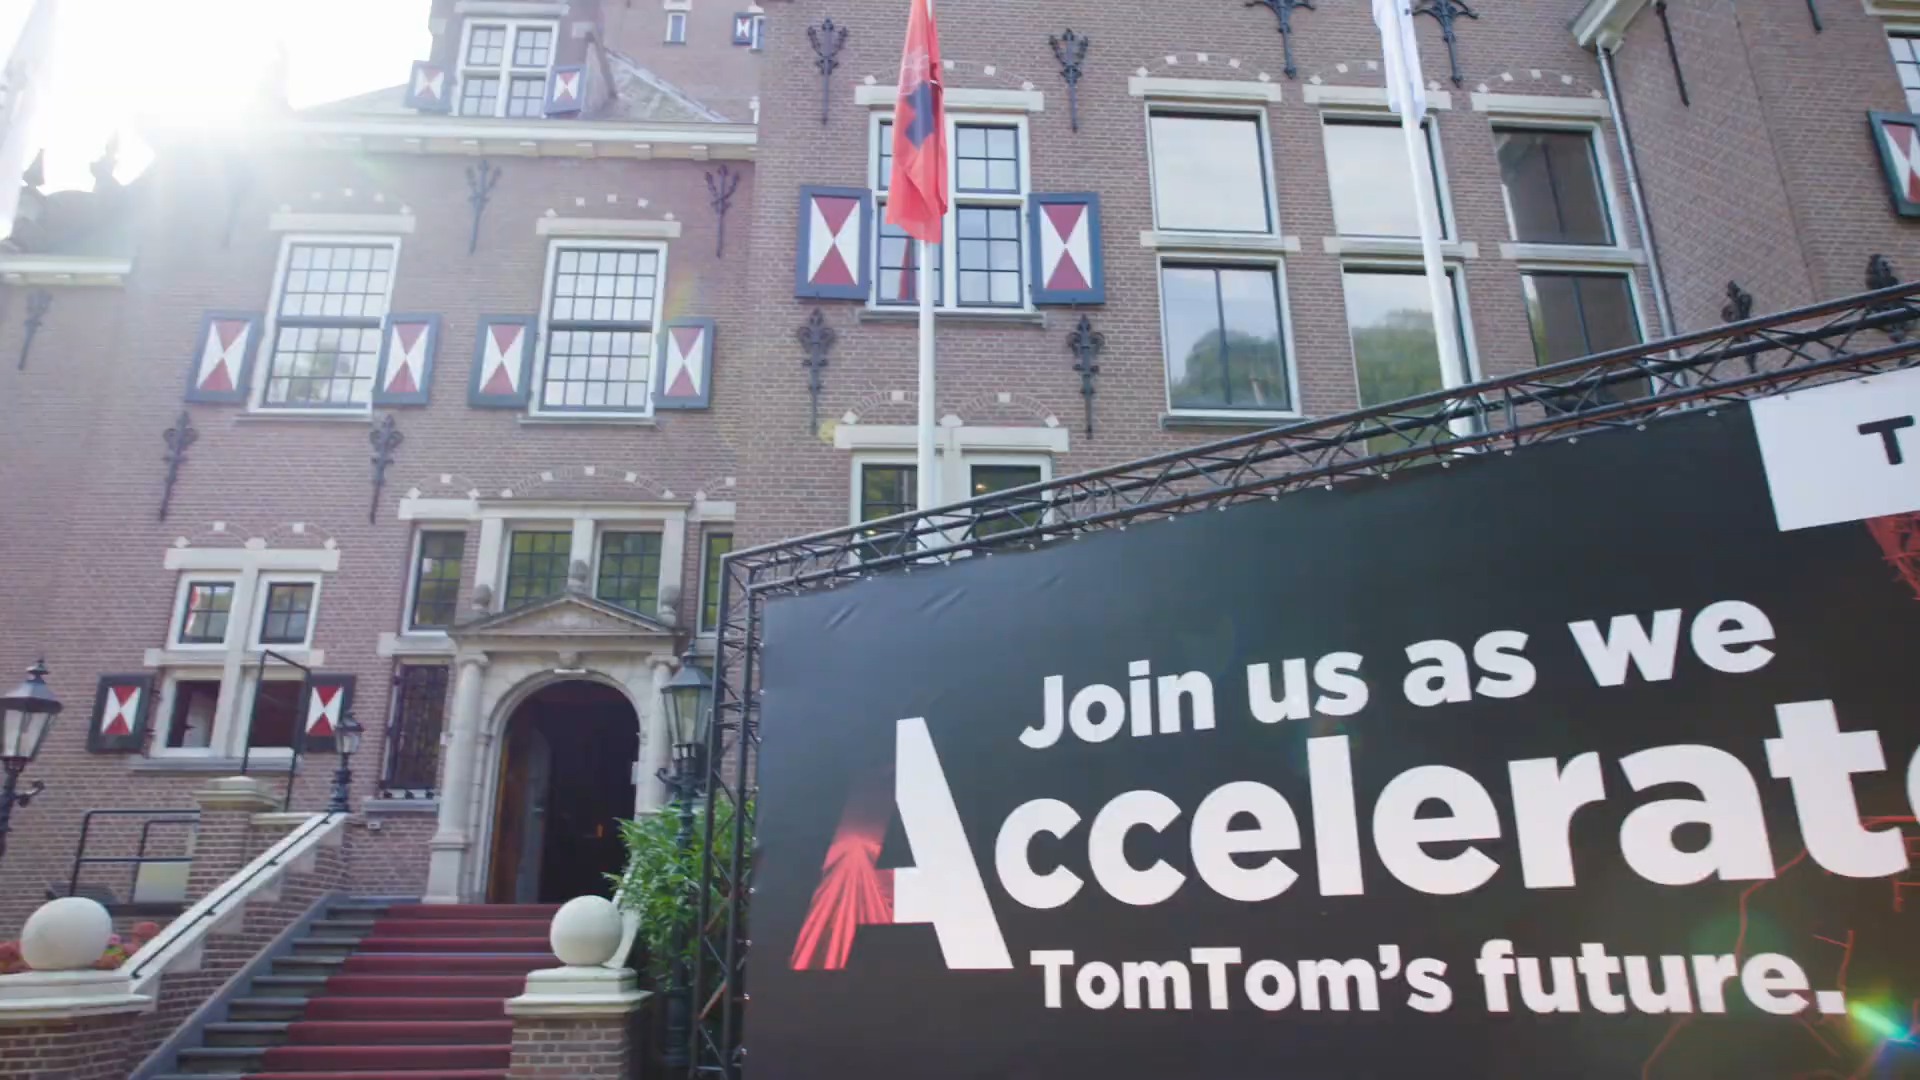 T
Join us as we
Accelerat
TomTom's future.